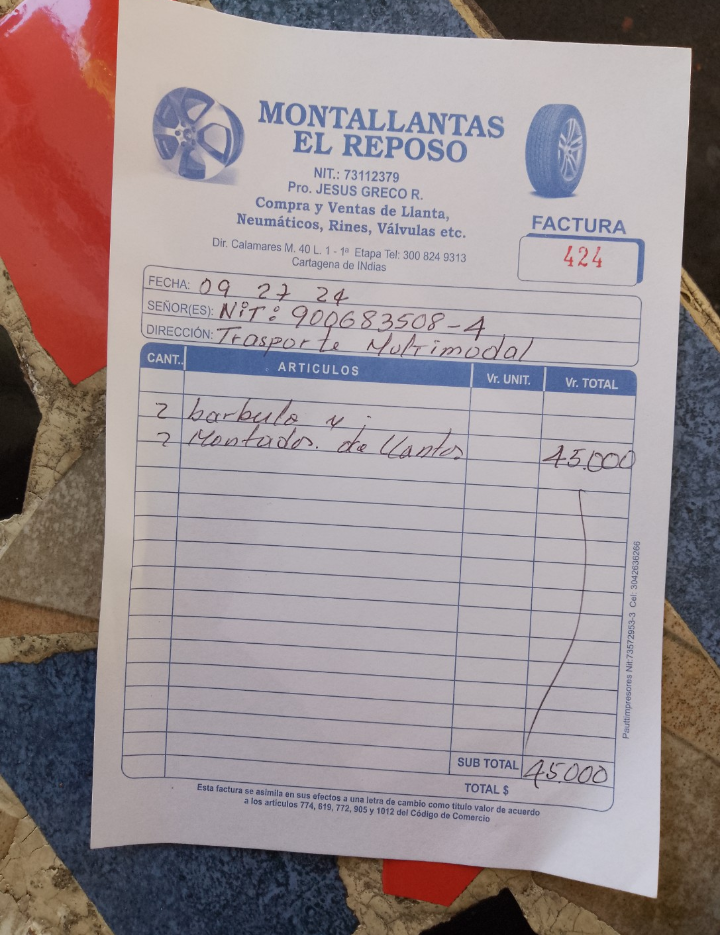 MONTALLANTAS
EL REPOSO
NIT.: 73112379
Pro. JESUS GRECO R.
Compra y Ventas de Llanta,
Neumáticos, Rines, Válvulas etc.
Dir. Calamares M. 40 L. 1 - 1ª Etapa Tel: 300 824 9313
Cartagena de INdias
FACTURA
424
FECHA: 09 27 24
SEÑOR(ES): NiT: 900683508-4
DIRECCIÓN: Trasporte Multimodal
CANT. ARTICULOS Vr. UNIT. Vr. TOTAL
2 barbula y
2 Montados. de llantas 45.000
SUB TOTAL 45.000
TOTAL $
Esta factura se asimila en sus efectos a una letra de cambio como titulo valor de acuerdo
a los articulos 774, 619, 772, 905 y 1012 del Código de Comercio
Paultimpresores Nit.73572953-3 Cel: 3042636266